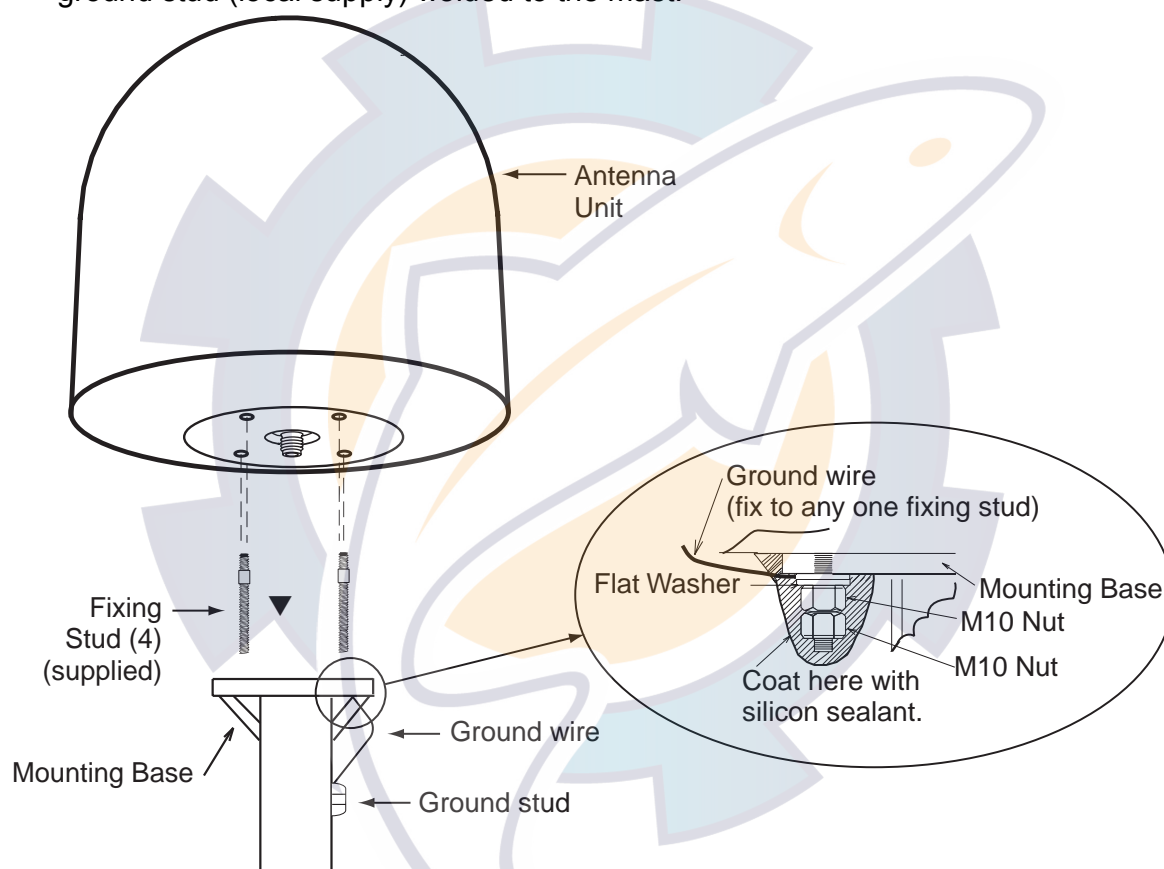 ground stud (local supply) welded to the mast.
Antenna
Unit
Ground wire
(fix to any one fixing stud)
Flat Washer
Mounting Base
M10 Nut
M10 Nut
Coat here with
silicon sealant.
Fixing
Stud (4)
(supplied)
Ground wire
Mounting Base
Ground stud